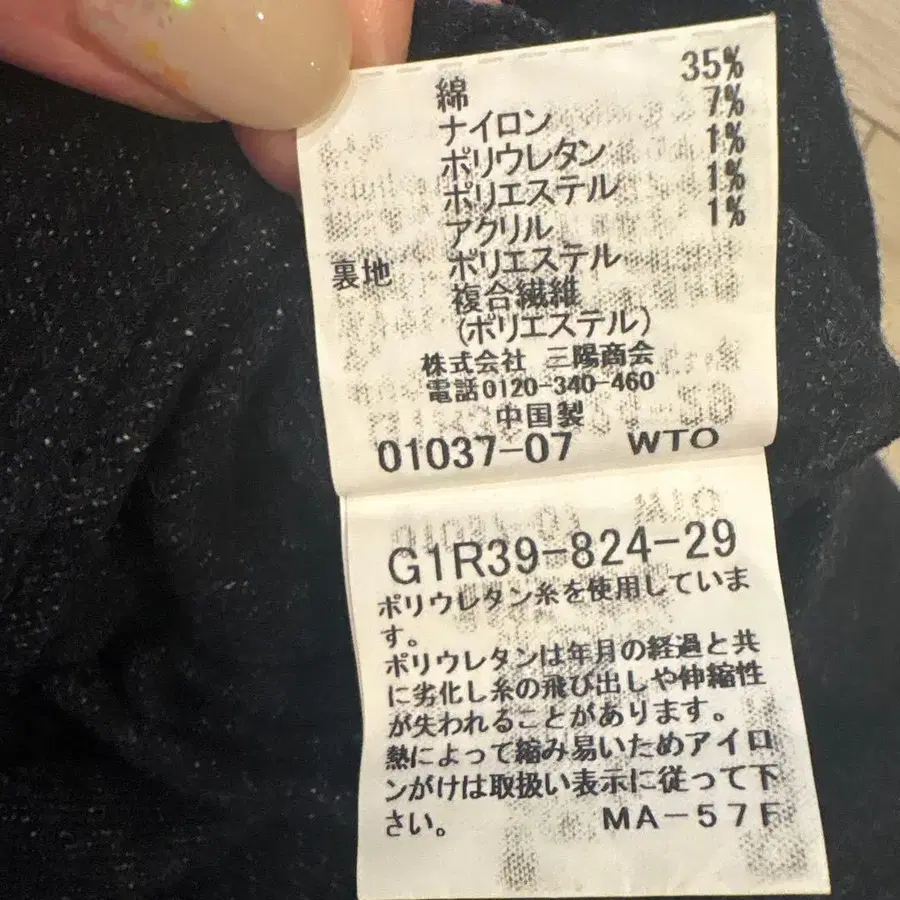 綿 35%
ナイロン 7%
ポリウレタン 1%
ポリエステル 1%
アクリル 1%
裏地 ポリエステル
複合繊維
(ポリエステル)
株式会社 三陽商会
電話0120-340-460
中国製
01037-07 WTO
G1R39-824-29
ポリウレタン糸を使用していま
す。
ポリウレタンは年月の経過と共
に劣化し糸の飛び出しや伸縮性
が失われることがあります。
熱によって縮み易いためアイロ
ンがけは取扱い表示に従って下
さい。
MA-57F